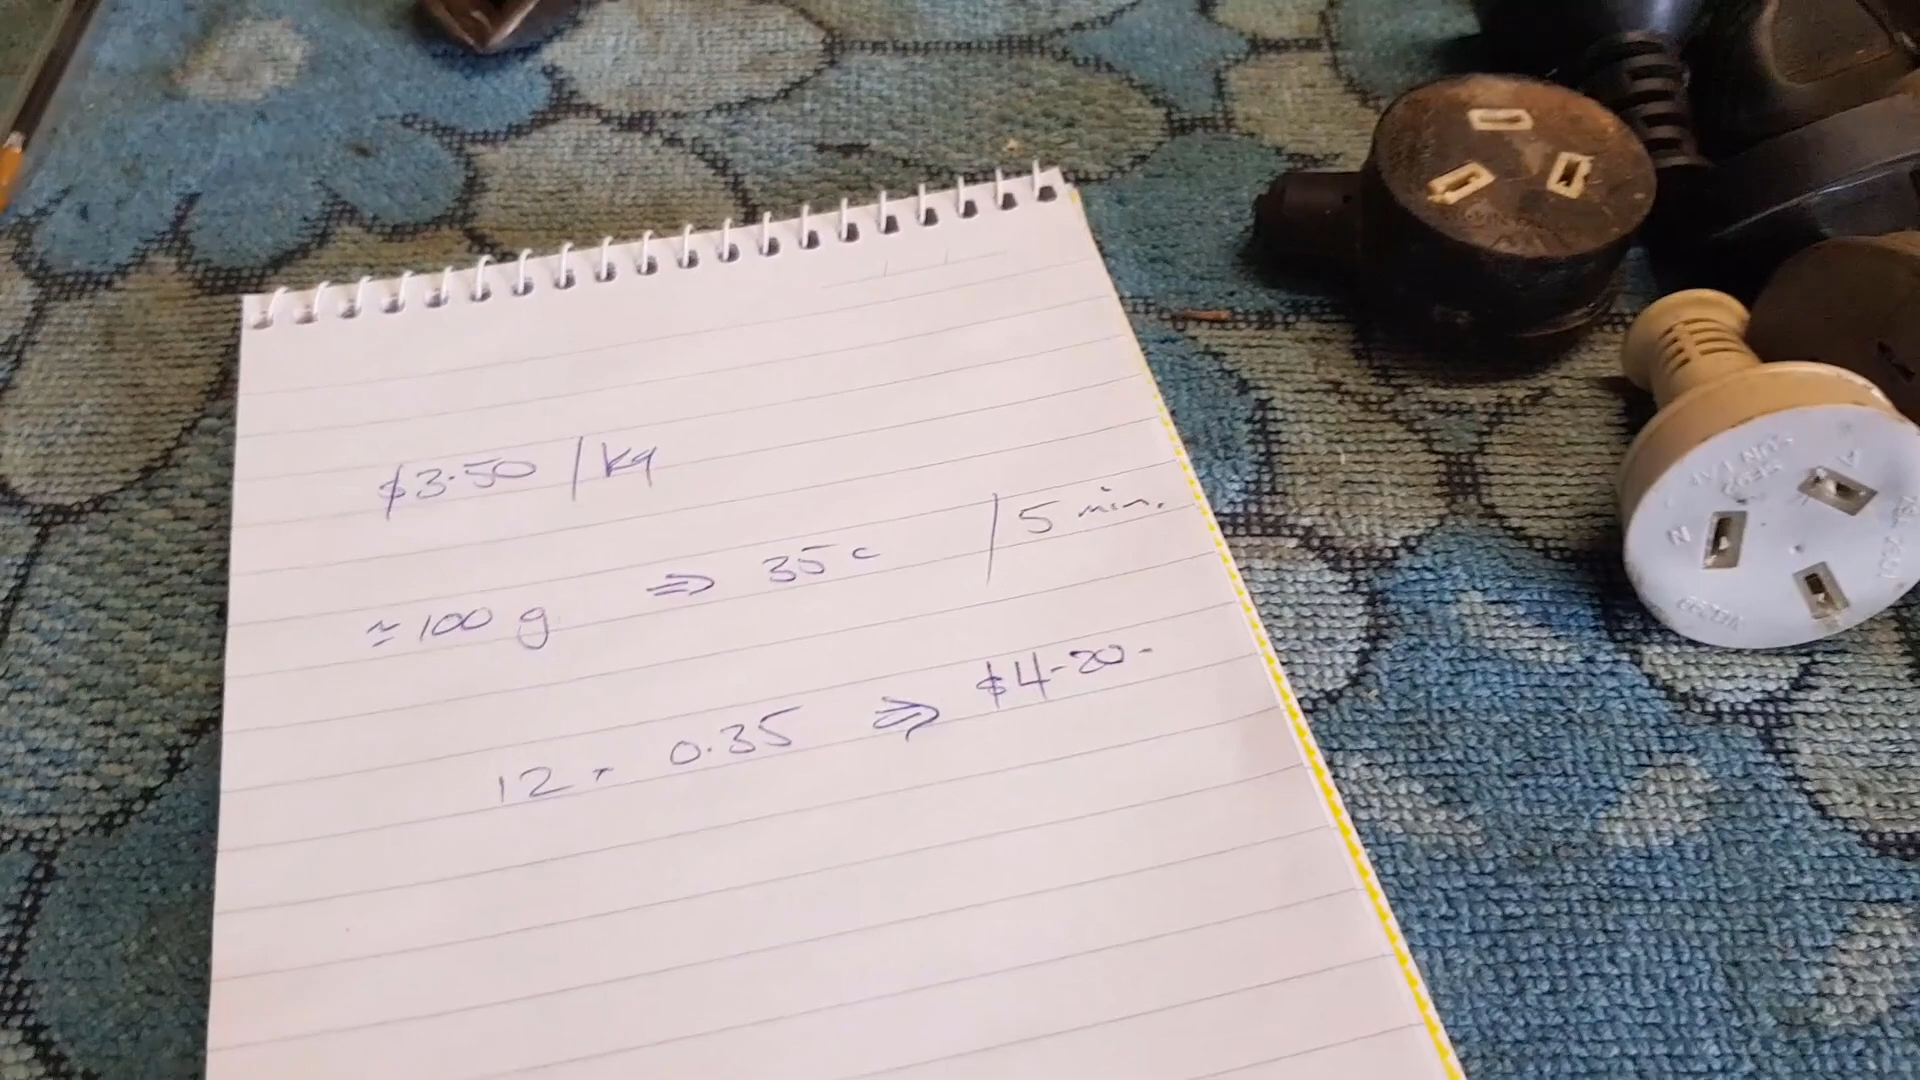 $3.50 /kg
≈ 100 g ⇒ 35c / 5 min.
12 × 0.35 ⇒ $4-20-
N
A